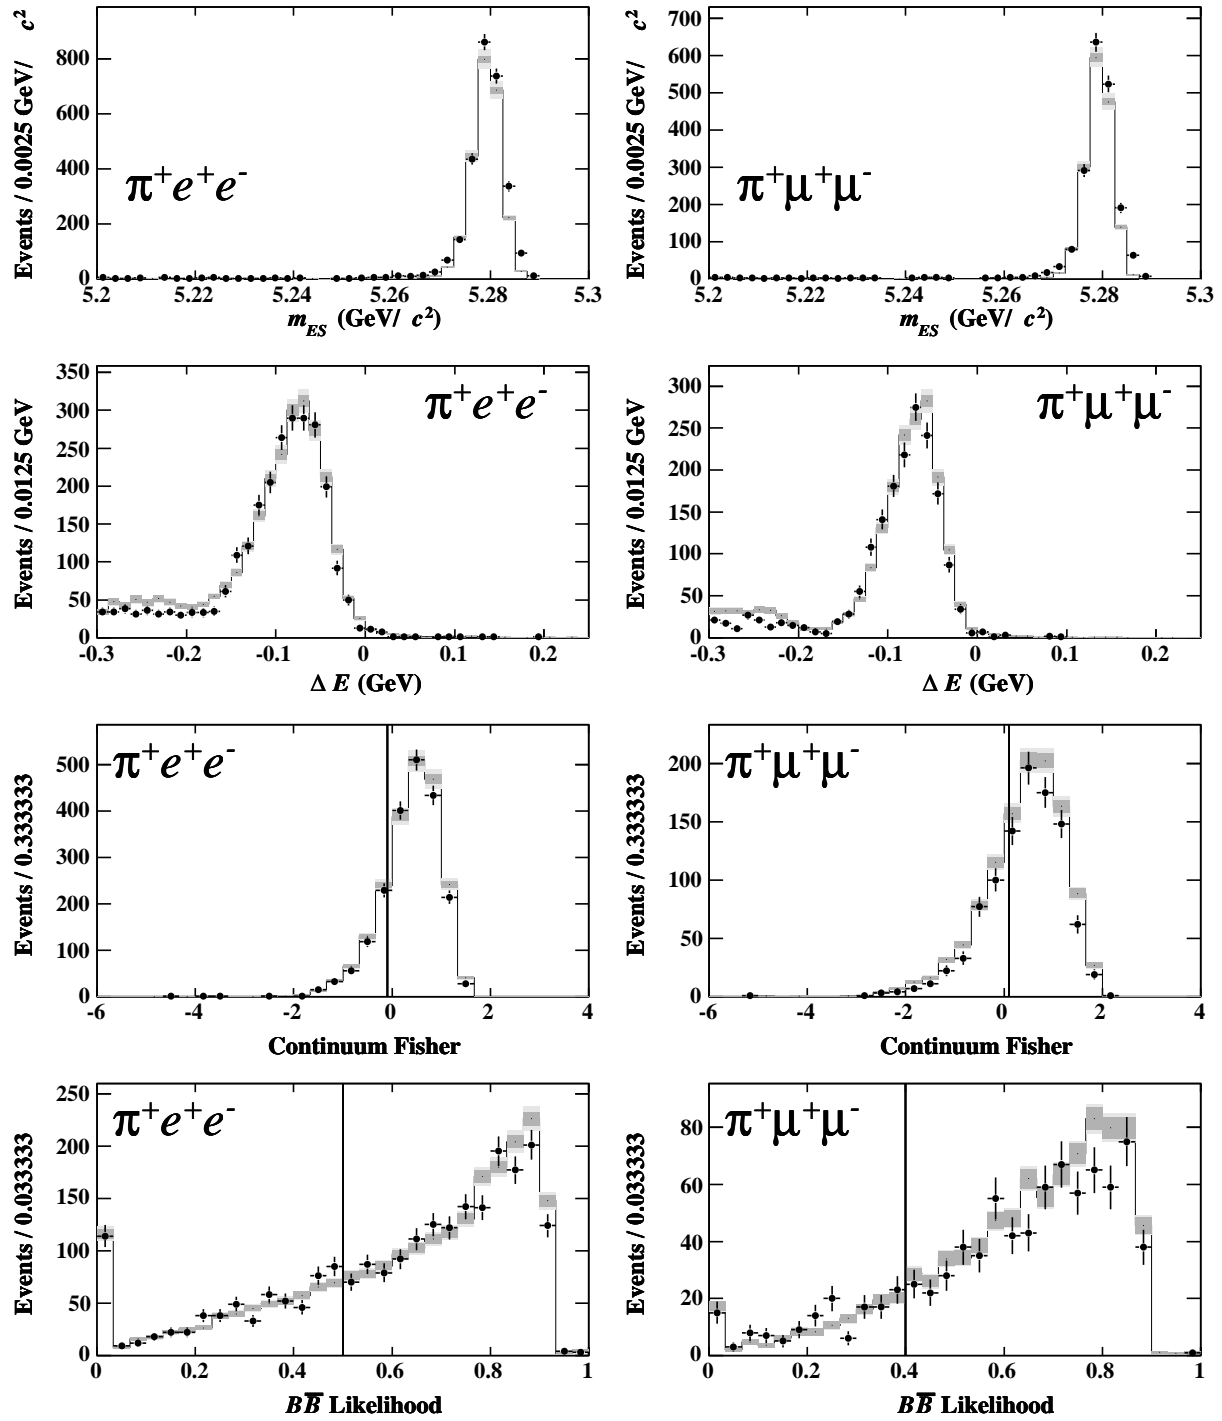 Events / 0.0025 GeV/ c²
800
600
400
200
0
π⁺e⁺e⁻
5.2 5.22 5.24 5.26 5.28 5.3
m_ES (GeV/ c²)
Events / 0.0025 GeV/ c²
700
600
500
400
300
200
100
0
π⁺μ⁺μ⁻
5.2 5.22 5.24 5.26 5.28 5.3
m_ES (GeV/ c²)
Events / 0.0125 GeV
350
300
250
200
150
100
50
0
π⁺e⁺e⁻
-0.3 -0.2 -0.1 0 0.1 0.2
Δ E (GeV)
Events / 0.0125 GeV
300
250
200
150
100
50
0
π⁺μ⁺μ⁻
-0.3 -0.2 -0.1 0 0.1 0.2
Δ E (GeV)
Events / 0.333333
500
400
300
200
100
0
π⁺e⁺e⁻
-6 -4 -2 0 2 4
Continuum Fisher
Events / 0.333333
200
150
100
50
0
π⁺μ⁺μ⁻
-6 -4 -2 0 2 4
Continuum Fisher
Events / 0.033333
250
200
150
100
50
0
π⁺e⁺e⁻
0 0.2 0.4 0.6 0.8 1
BB̅ Likelihood
Events / 0.033333
80
60
40
20
0
π⁺μ⁺μ⁻
0 0.2 0.4 0.6 0.8 1
BB̅ Likelihood